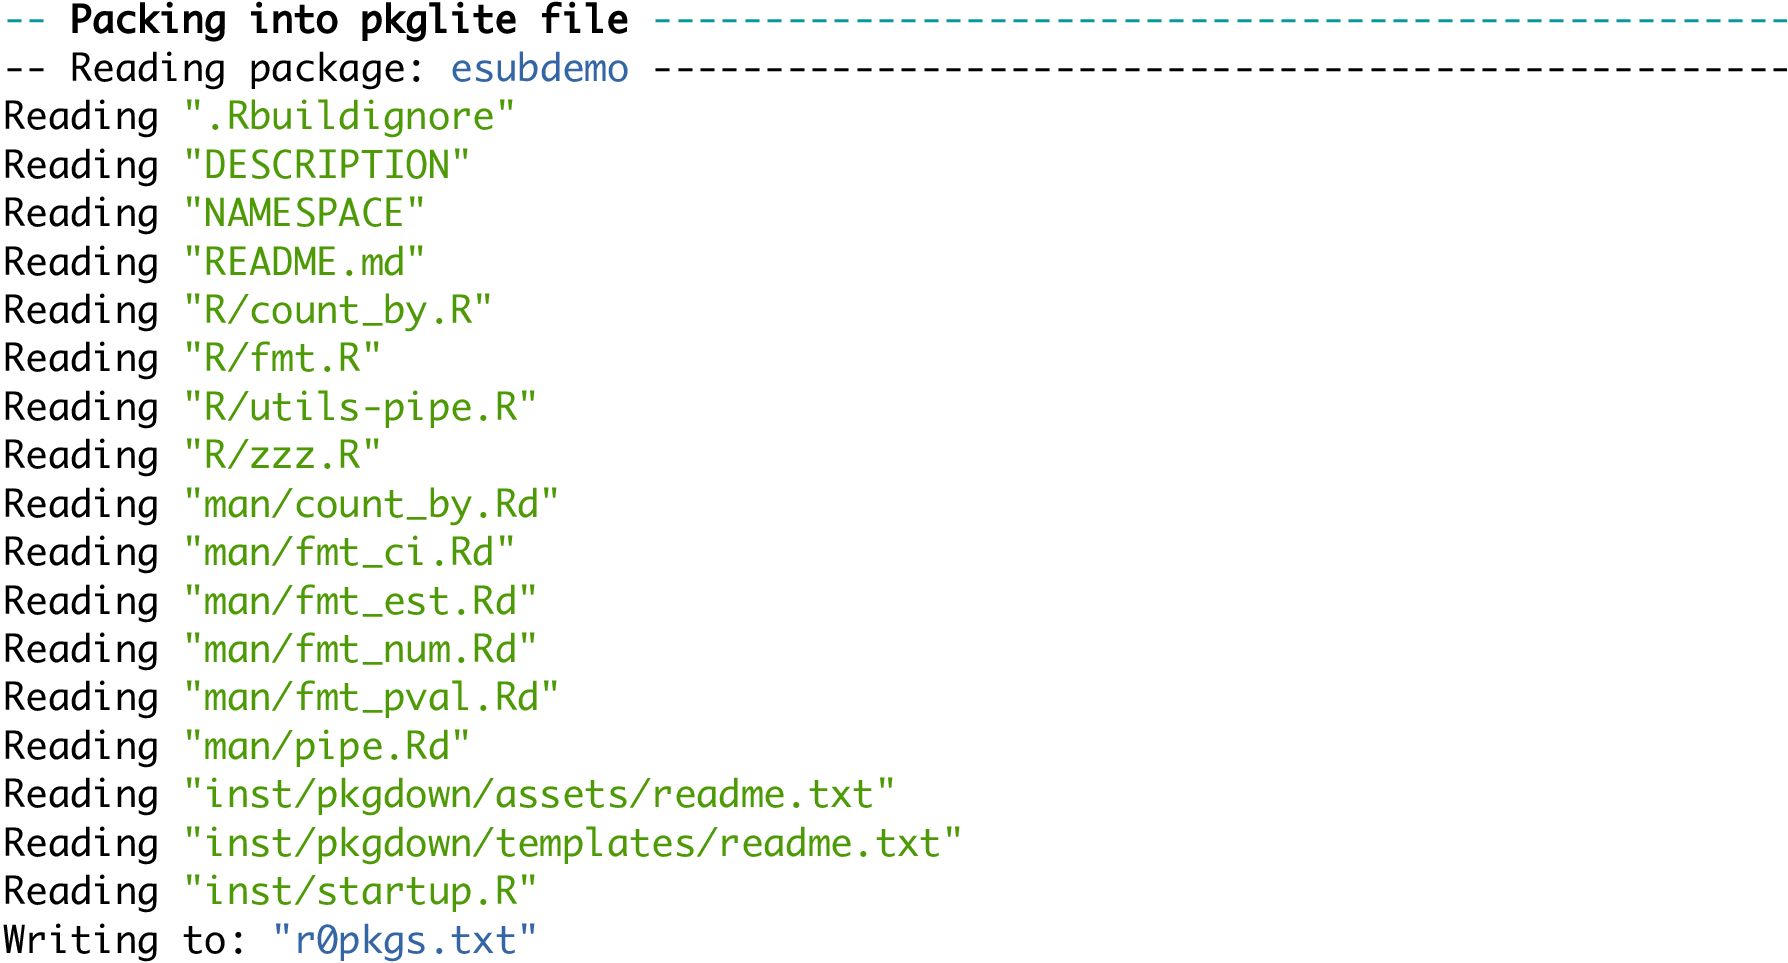 -- Packing into pkglite file ---------------------------------------------------
-- Reading package: esubdemo ---------------------------------------------------
Reading ".Rbuildignore"
Reading "DESCRIPTION"
Reading "NAMESPACE"
Reading "README.md"
Reading "R/count_by.R"
Reading "R/fmt.R"
Reading "R/utils-pipe.R"
Reading "R/zzz.R"
Reading "man/count_by.Rd"
Reading "man/fmt_ci.Rd"
Reading "man/fmt_est.Rd"
Reading "man/fmt_num.Rd"
Reading "man/fmt_pval.Rd"
Reading "man/pipe.Rd"
Reading "inst/pkgdown/assets/readme.txt"
Reading "inst/pkgdown/templates/readme.txt"
Reading "inst/startup.R"
Writing to: "r0pkgs.txt"